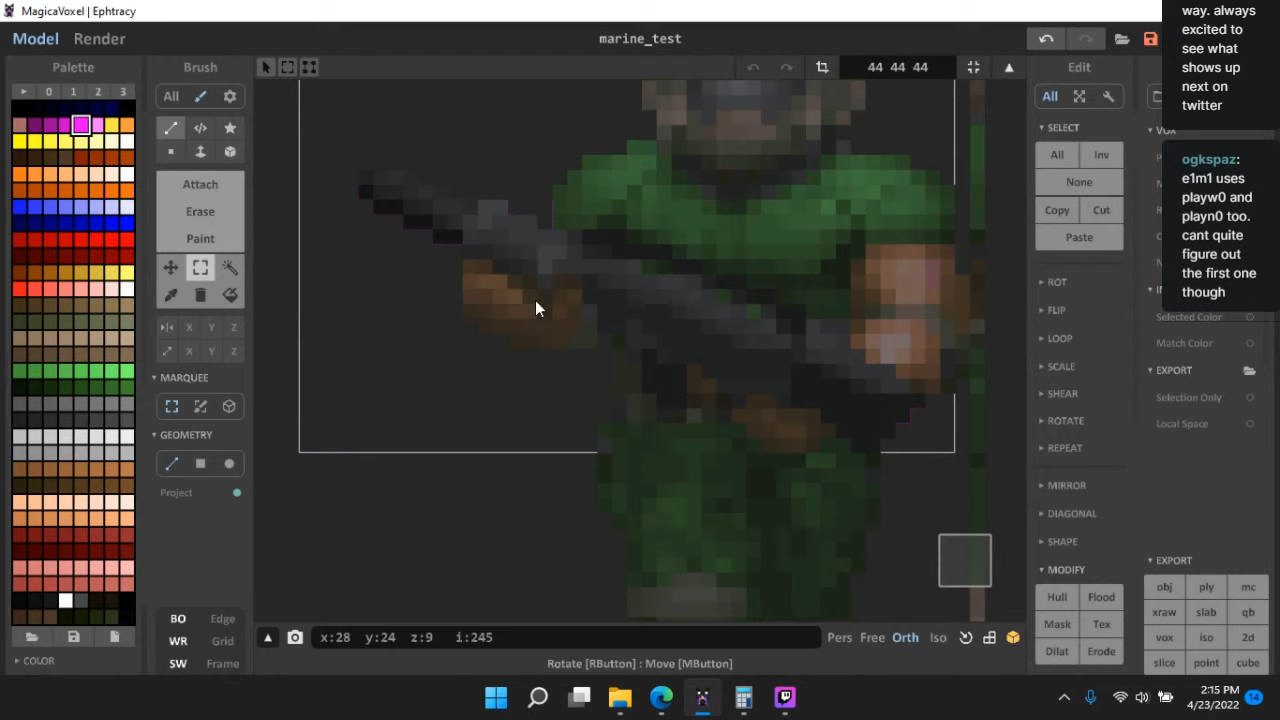 MagicaVoxel | Ephtracy
Model Render
marine_test
Palette
0 1 2 3
COLOR
Brush
All
Attach
Erase
Paint
X Y Z
X Y Z
MARQUEE
GEOMETRY
Project
BO Edge
WR Grid
SW Frame
44 44 44
x:28 y:24 z:9 i:245
Pers Free Orth Iso
Rotate [RButton] : Move [MButton]
Edit
All
SELECT
All Inv
None
Copy Cut
Paste
ROT
FLIP
LOOP
SCALE
SHEAR
ROTATE
REPEAT
MIRROR
DIAGONAL
SHAPE
MODIFY
Hull Flood
Mask Tex
Dilat Erode
way. always
excited to
see what
shows up
next on
twitter
ogkspaz:
e1m1 uses
playw0 and
playn0 too.
cant quite
figure out
the first one
though
Selected Color
Match Color
EXPORT
Selection Only
Local Space
EXPORT
obj ply mc
xraw slab qb
vox iso 2d
slice point cube
2:15 PM
4/23/2022
14